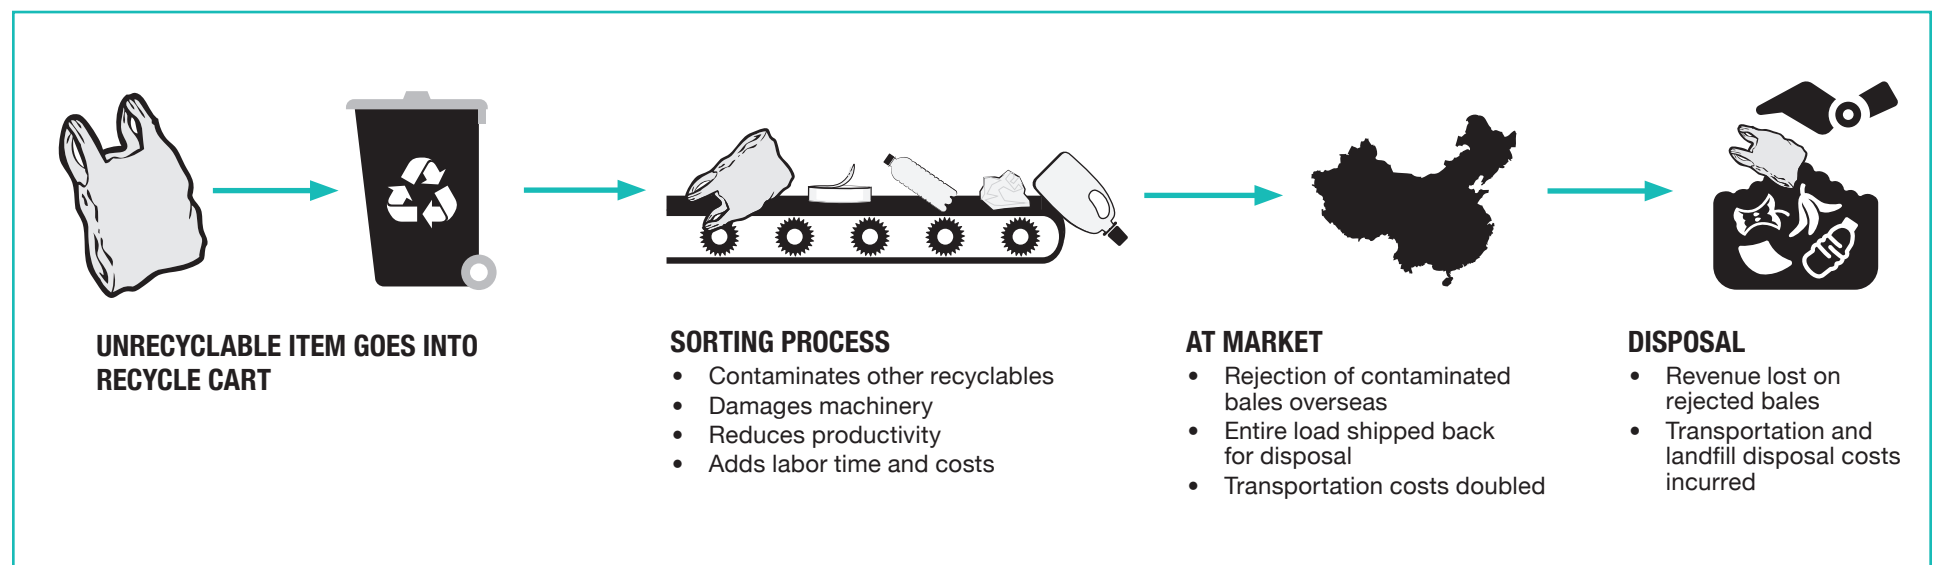 UNRECYCLABLE ITEM GOES INTO
RECYCLE CART
SORTING PROCESS
• Contaminates other recyclables
• Damages machinery
• Reduces productivity
• Adds labor time and costs
AT MARKET
• Rejection of contaminated
bales overseas
• Entire load shipped back
for disposal
• Transportation costs doubled
DISPOSAL
• Revenue lost on
rejected bales
• Transportation and
landfill disposal costs
incurred